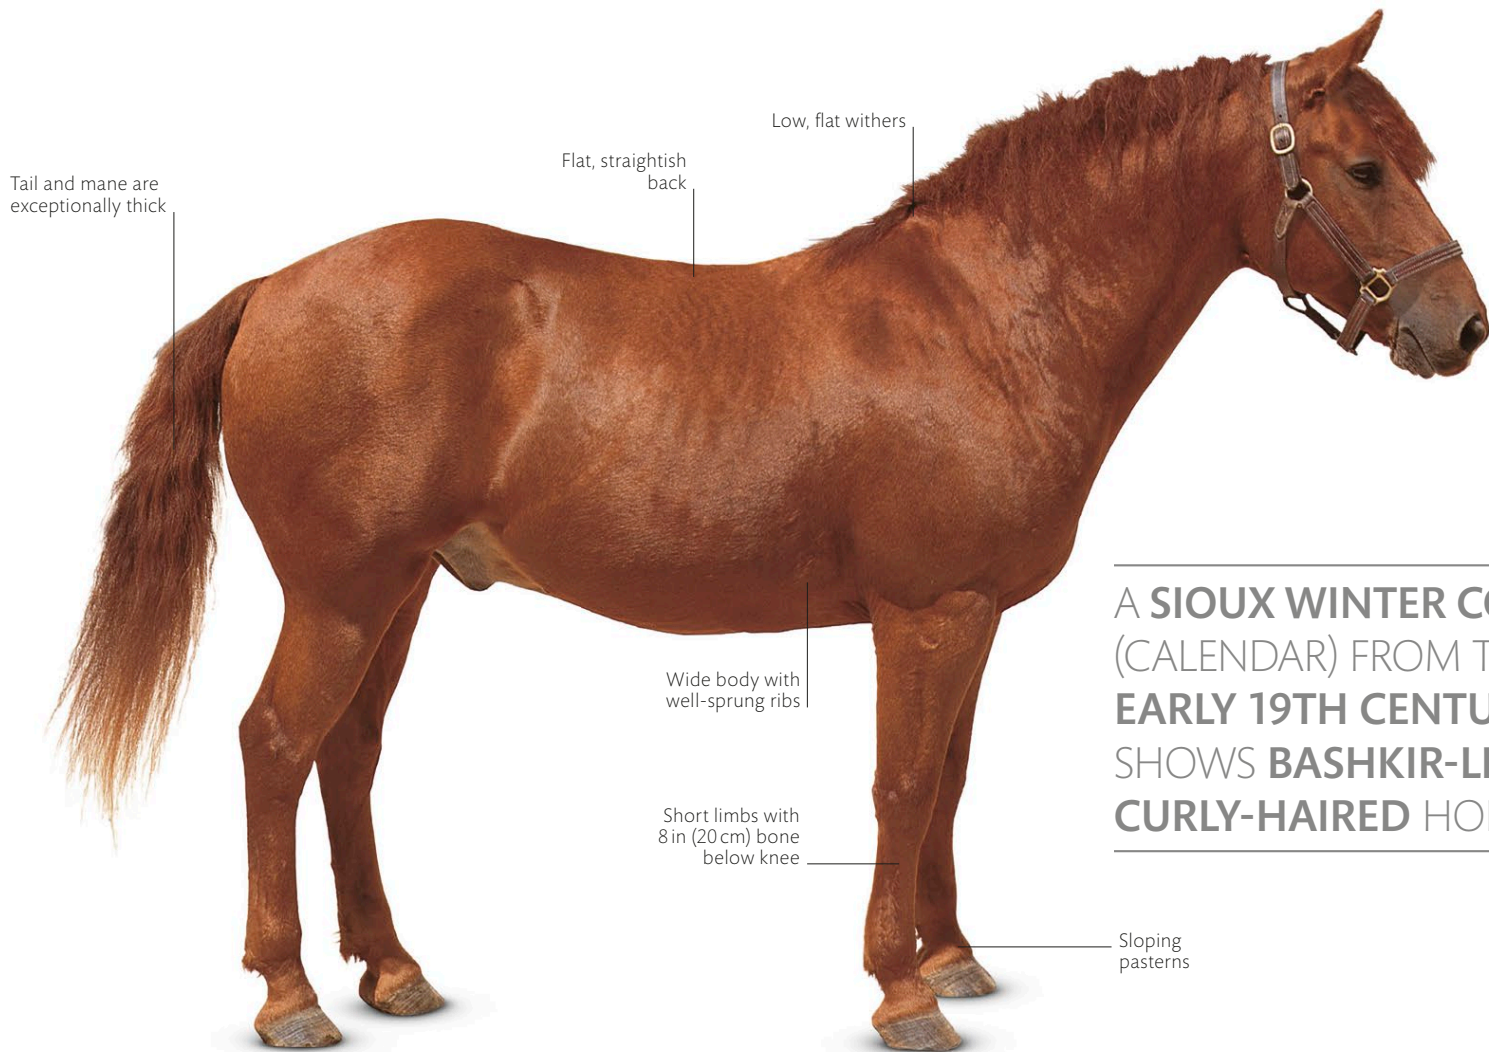 Low, flat withers
Flat, straightish
back
Tail and mane are
exceptionally thick
A SIOUX WINTER
(CALENDAR) FROM
EARLY 19TH
SHOWS
CURLY-HAIRED
Wide body with
well-sprung ribs
Short limbs with
8 in (20 cm) bone
below knee
Sloping
pasterns